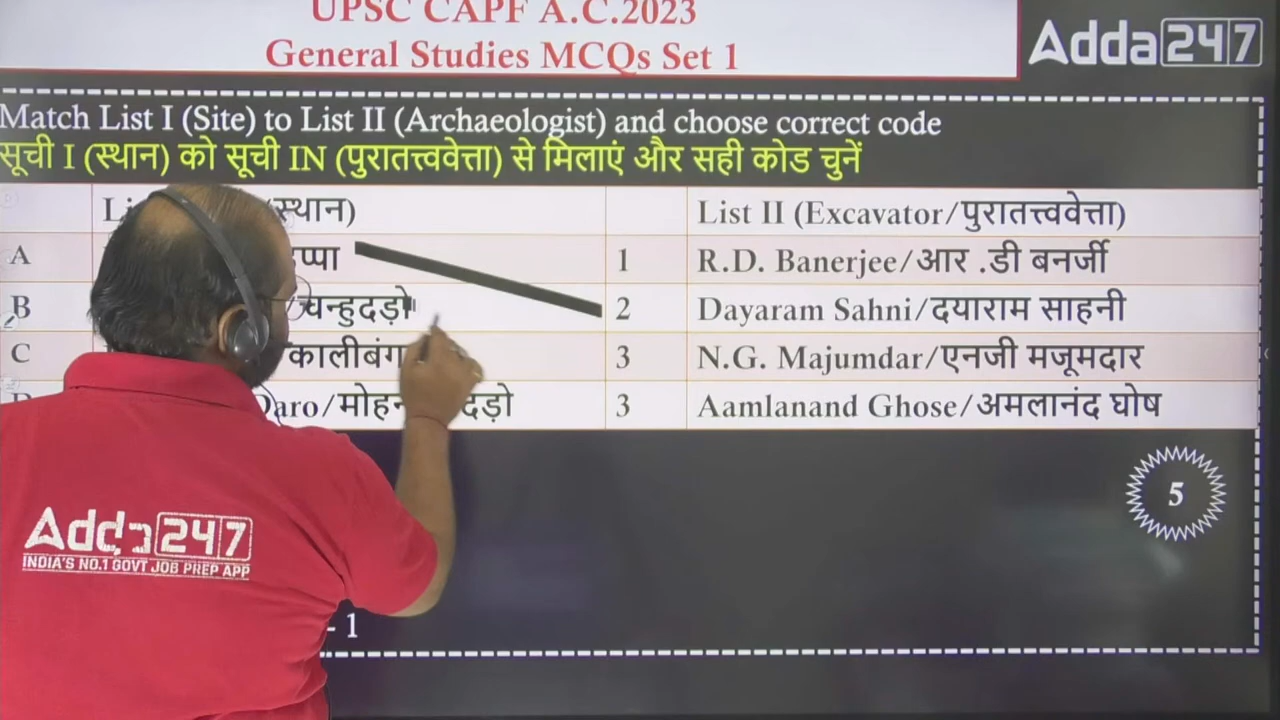 UPSC CAPF A.C.2023
General Studies MCQs Set 1
Adda247
Match List I (Site) to List II (Archaeologist) and choose correct code
सूची I (स्थान) को सूची IN (पुरातत्त्ववेत्ता) से मिलाएं और सही कोड चुनें
(स्थान) List II (Excavator/पुरातत्त्ववेत्ता)
A 1 R.D. Banerjee/आर .डी बनर्जी
B चन्हुदड़ो 2 Dayaram Sahni/दयाराम साहनी
C 3 N.G. Majumdar/एनजी मजूमदार
3 Aamlanand Ghose/अमलानंद घोष
5
Adda247
INDIA'S NO.1 GOVT JOB PREP APP
- 1